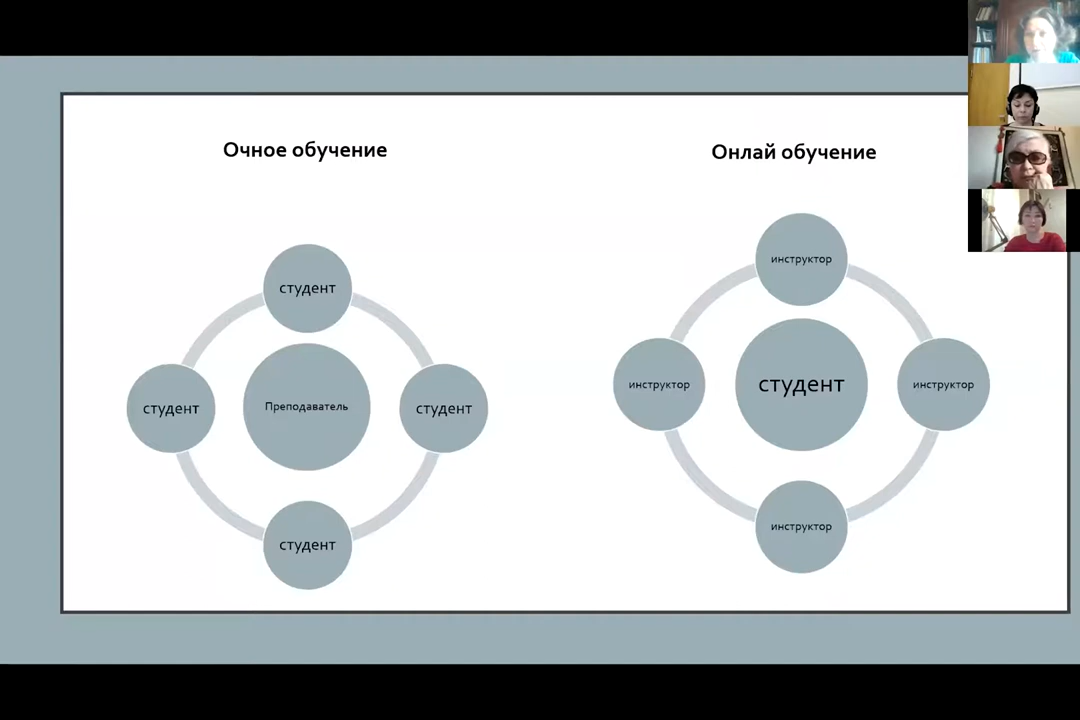 Очное обучение
Онлай обучение
студент
студент
Преподаватель
студент
студент
инструктор
инструктор
студент
инструктор
инструктор